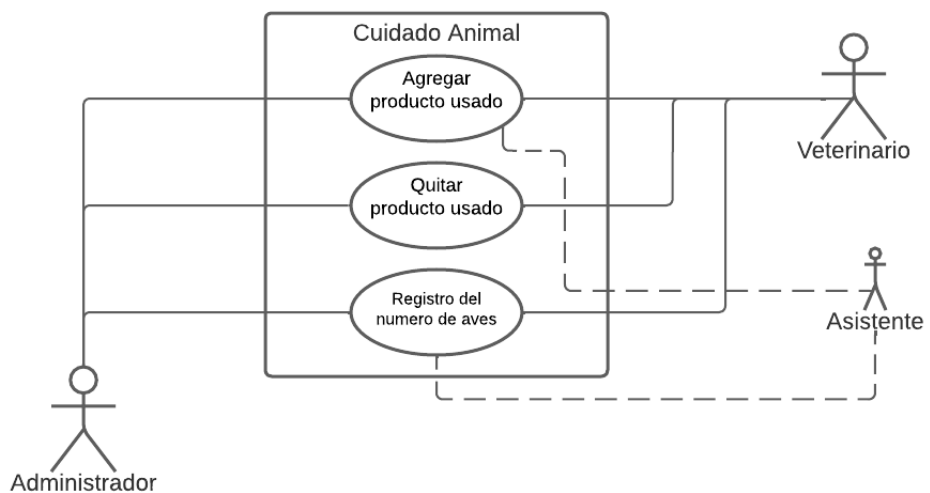 Cuidado Animal
Agregar
producto usado
Veterinario
Quitar
producto usado
Registro del
numero de aves
Asistente
Administrador